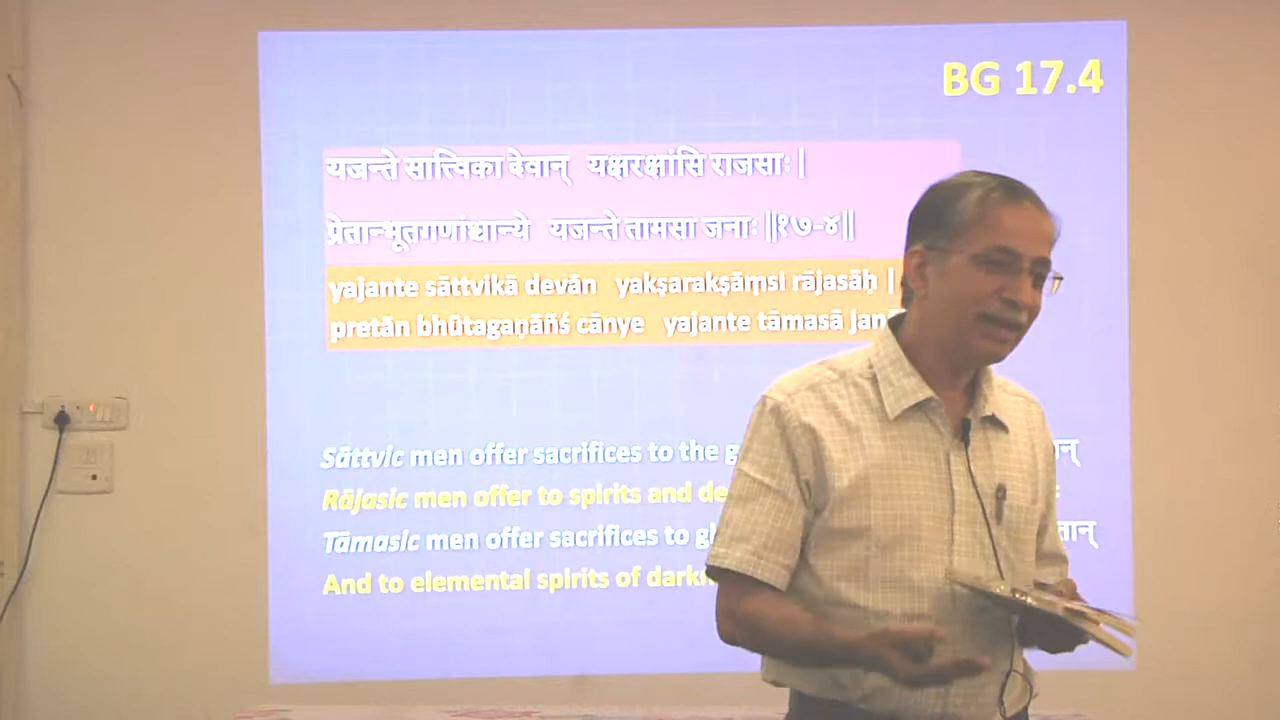 BG 17.4
यजन्ते सात्त्विका देवान् यक्षरक्षांसि राजसाः |
प्रेतान्भूतगणांश्चान्ये यजन्ते तामसा जनाः ||१७-४||
yajante sāttvikā devān yakṣarakṣāṃsi rājasāḥ |
pretān bhūtagaṇāñś cānye yajante tāmasā
Sāttvic men offer sacrifices to the
Rājasic men offer to spirits and
Tāmasic men offer sacrifices to
And to elemental spirits of